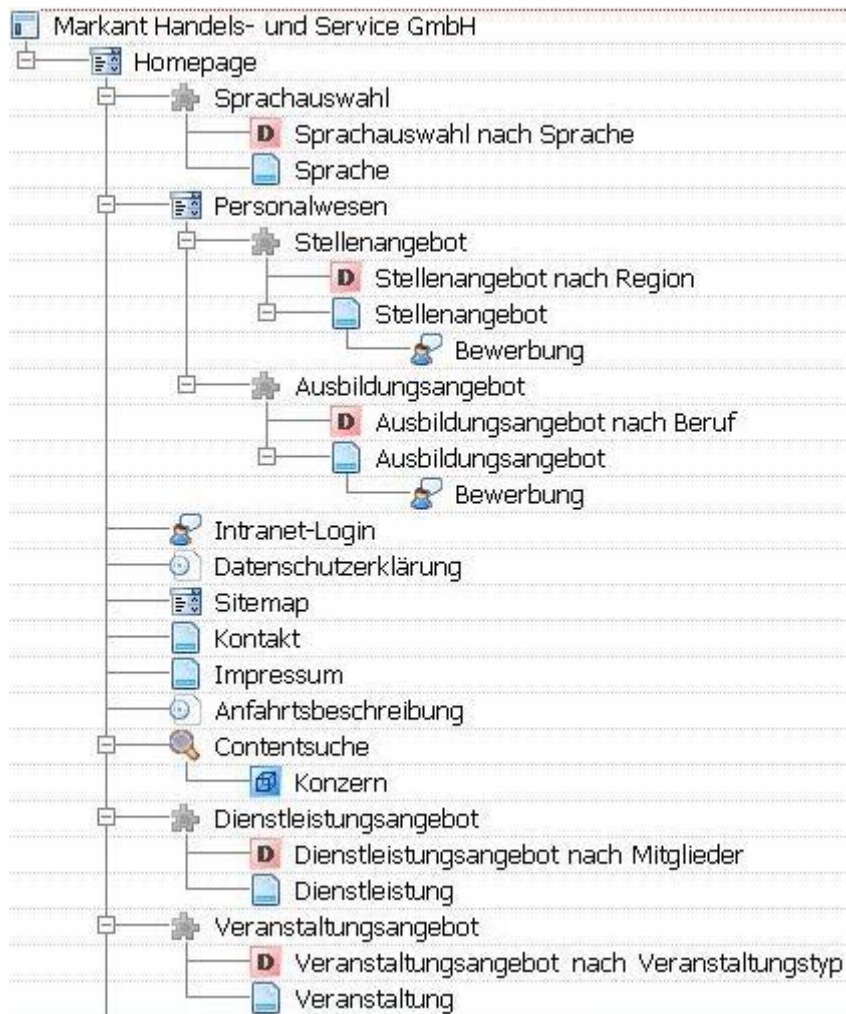 Markant Handels- und Service GmbH
Homepage
Sprachauswahl
D Sprachauswahl nach Sprache
Sprache
Personalwesen
Stellenangebot
D Stellenangebot nach Region
Stellenangebot
Bewerbung
Ausbildungsangebot
D Ausbildungsangebot nach Beruf
Ausbildungsangebot
Bewerbung
Intranet-Login
Datenschutzerklärung
Sitemap
Kontakt
Impressum
Anfahrtsbeschreibung
Contentsuche
Konzern
Dienstleistungsangebot
D Dienstleistungsangebot nach Mitglieder
Dienstleistung
Veranstaltungsangebot
D Veranstaltungsangebot nach Veranstaltungstyp
Veranstaltung